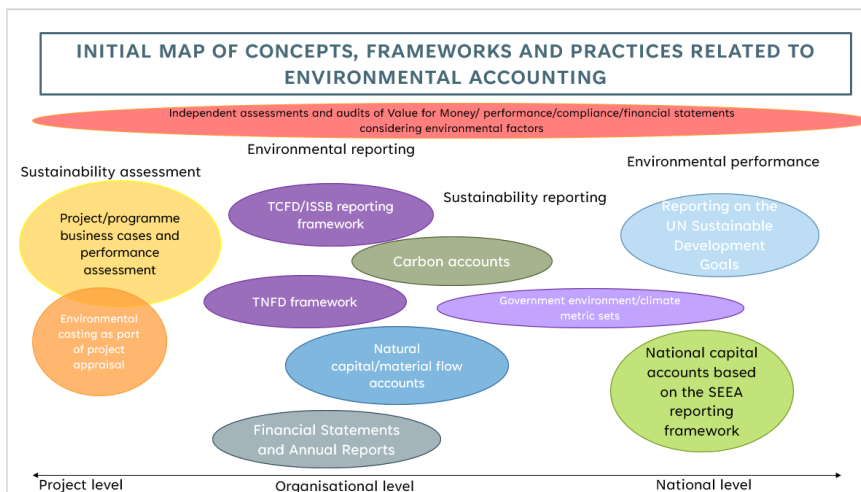 INITIAL MAP OF CONCEPTS, FRAMEWORKS AND PRACTICES RELATED TO
ENVIRONMENTAL ACCOUNTING
Independent assessments and audits of Value for Money/ performance/compliance/financial statements
considering environmental factors
Environmental reporting
Environmental performance
Sustainability assessment
Sustainability reporting
Project/programme
business cases and
performance
assessment
TCFD/ISSB reporting
framework
Reporting on the
UN Sustainable
Development
Goals
Carbon accounts
TNFD framework
Government environment/climate
metric sets
Environmental
costing as part
of project
appraisal
Natural
capital/material flow
accounts
National capital
accounts based
on the SEEA
reporting
framework
Financial Statements
and Annual Reports
Project level
Organisational level
National level